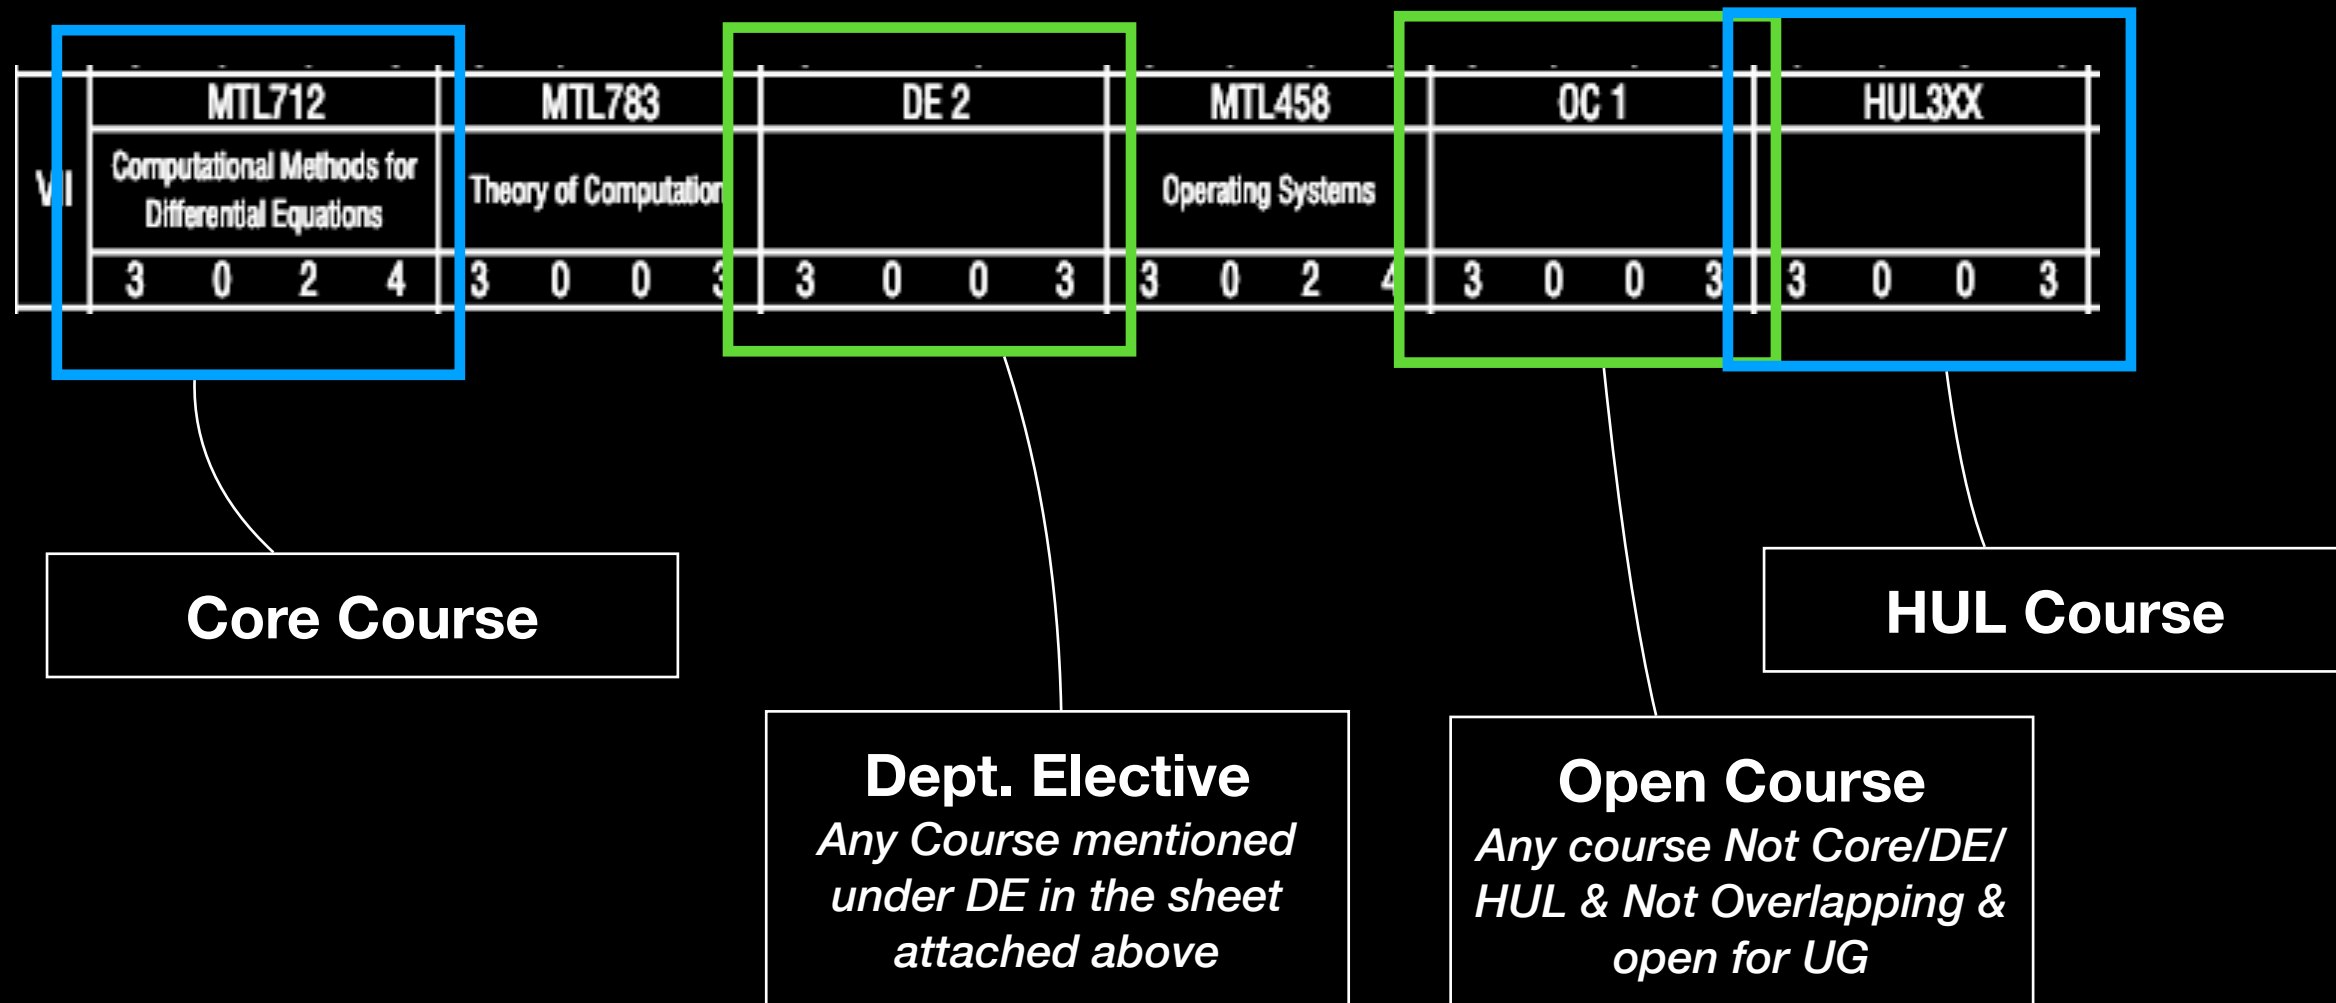 MTL712 MTL783 DE 2 MTL458 OC 1 HUL3XX
VII
Computational Methods for
Differential Equations
Theory of Computation
Operating Systems
3 0 2 4 3 0 0 3 3 0 0 3 3 0 2 4 3 0 0 3 3 0 0 3
Core Course
HUL Course
Dept. Elective
Any Course mentioned
under DE in the sheet
attached above
Open Course
Any course Not Core/DE/
HUL & Not Overlapping &
open for UG